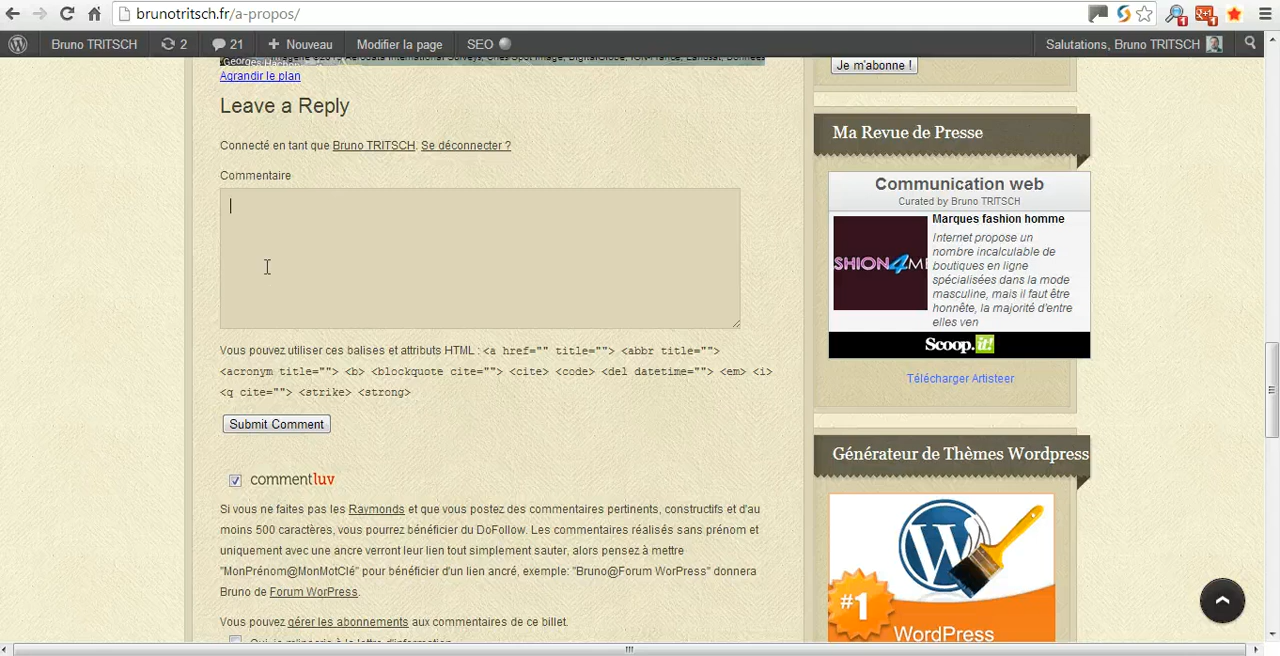 brunotritsch.fr/a-propos/
Bruno TRITSCH
2
21
Nouveau
Modifier la page
SEO
Salutations, Bruno TRITSCH
Agrandir le plan
Je m'abonne !
Leave a Reply
Connecté en tant que Bruno TRITSCH. Se déconnecter ?
Commentaire
Vous pouvez utiliser ces balises et attributs HTML : <a href="" title=""> <abbr title="">
<acronym title=""> <b> <blockquote cite=""> <cite> <code> <del datetime=""> <em> <i>
<q cite=""> <strike> <strong>
Submit Comment
commentluv
Si vous ne faites pas les Raymonds et que vous postez des commentaires pertinents, constructifs et d'au
moins 500 caractères, vous pourrez bénéficier du DoFollow. Les commentaires réalisés sans prénom et
uniquement avec une ancre verront leur lien tout simplement sauter, alors pensez à mettre
"MonPrénom@MonMotClé" pour bénéficier d'un lien ancré, exemple: "Bruno@Forum WorPress" donnera
Bruno de Forum WorPress.
Vous pouvez gérer les abonnements aux commentaires de ce billet.
Ma Revue de Presse
Communication web
Curated by Bruno TRITSCH
Marques fashion homme
SHION4ME
Internet propose un
nombre incalculable de
boutiques en ligne
spécialisées dans la mode
masculine, mais il faut être
honnête, la majorité d'entre
elles ven
Scoop.it!
Télécharger Artisteer
Générateur de Thèmes Wordpress
#1
WordPress